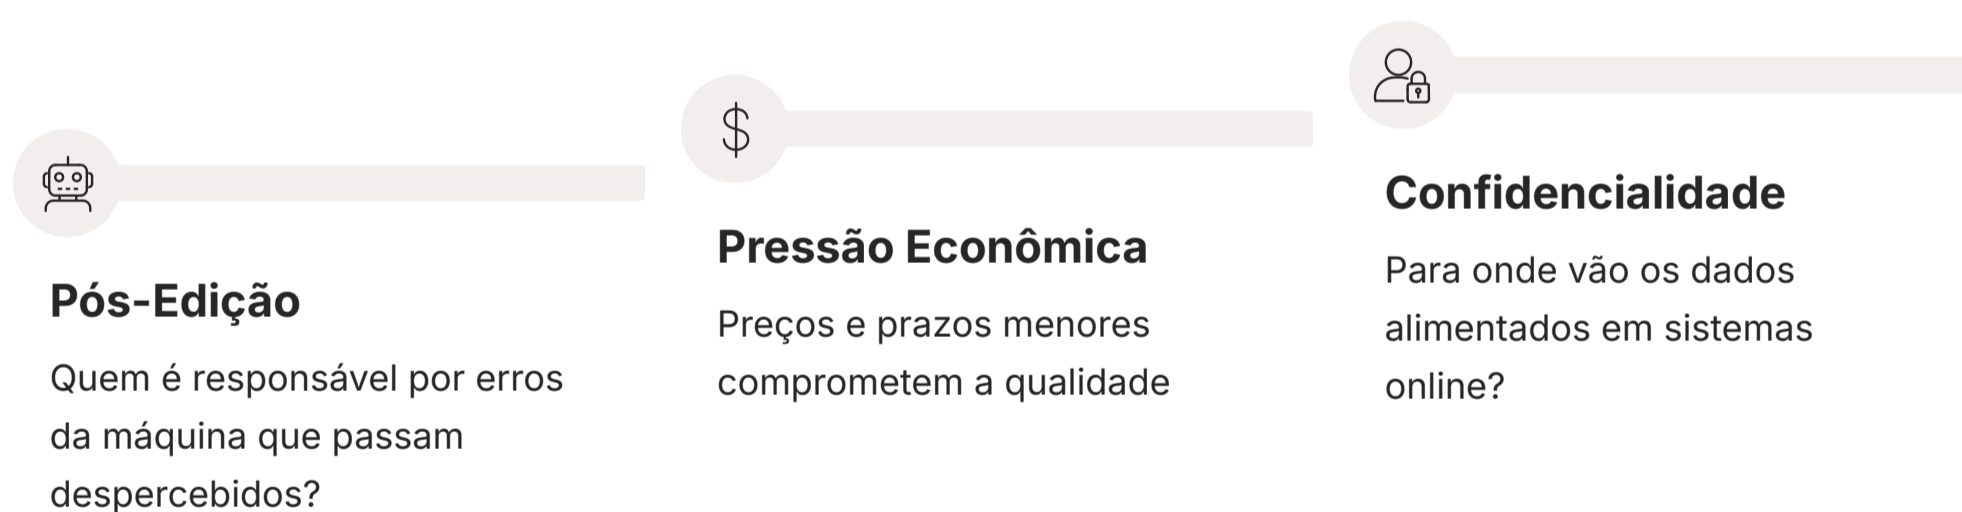 Pós-Edição
Quem é responsável por erros
da máquina que passam
despercebidos?
Pressão Econômica
Preços e prazos menores
comprometem a qualidade
Confidencialidade
Para onde vão os dados
alimentados em sistemas
online?